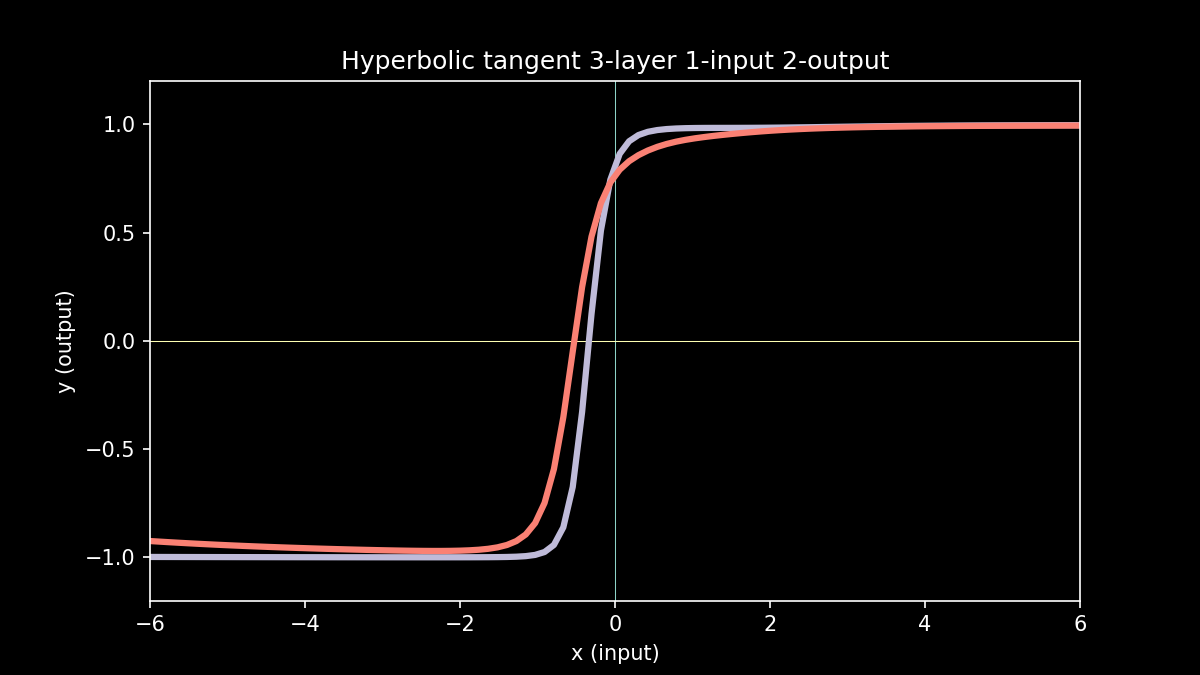 Hyperbolic tangent 3-layer 1-input 2-output
1.0
0.5
0.0
−0.5
−1.0
y (output)
−6 −4 −2 0 2 4 6
x (input)